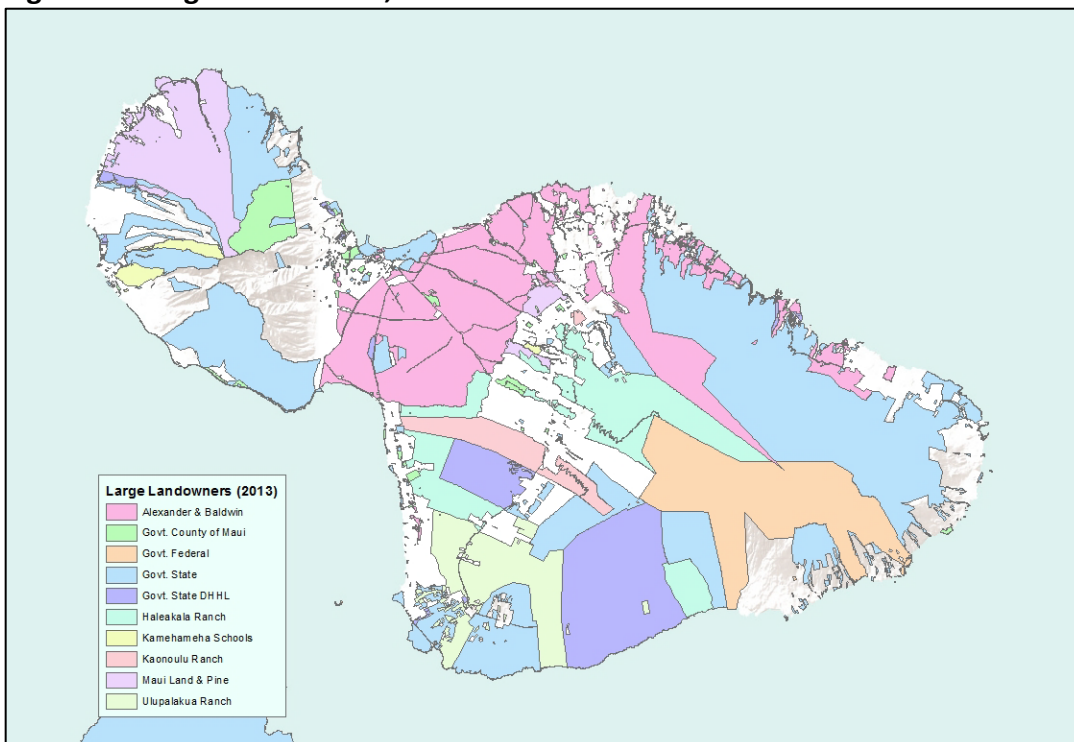 Large Landowners (2013)
Alexander & Baldwin
Govt. County of Maui
Govt. Federal
Govt. State
Govt. State DHHL
Haleakala Ranch
Kamehameha Schools
Kaonoulu Ranch
Maui Land & Pine
Ulupalakua Ranch